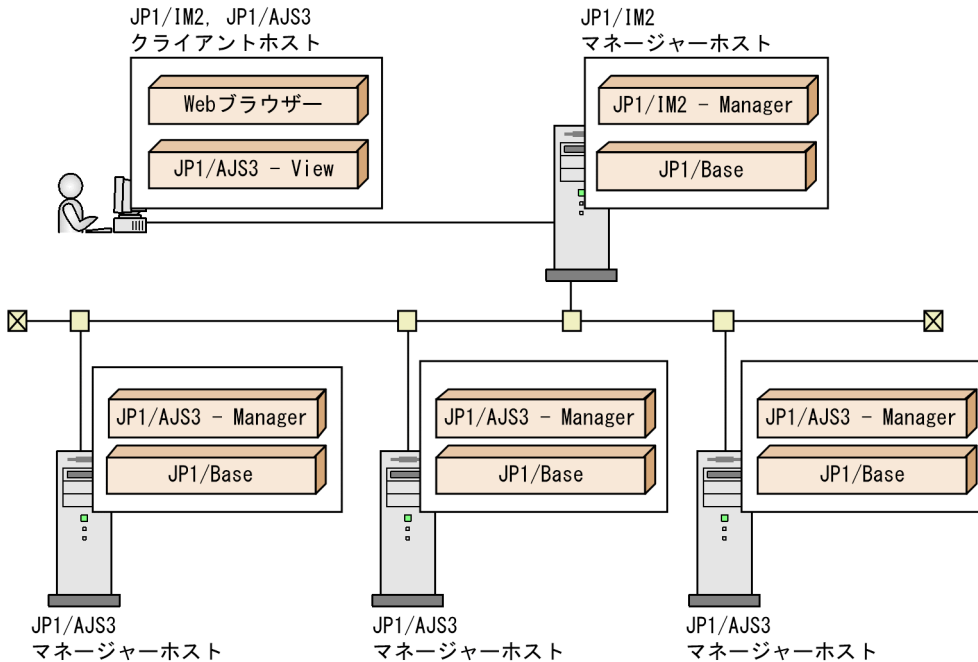 JP1/IM2, JP1/AJS3
クライアントホスト
Webブラウザー
JP1/AJS3 - View
JP1/IM2
マネージャーホスト
JP1/IM2 - Manager
JP1/Base
JP1/AJS3 - Manager
JP1/Base
JP1/AJS3
マネージャーホスト
JP1/AJS3 - Manager
JP1/Base
JP1/AJS3
マネージャーホスト
JP1/AJS3 - Manager
JP1/Base
JP1/AJS3
マネージャーホスト